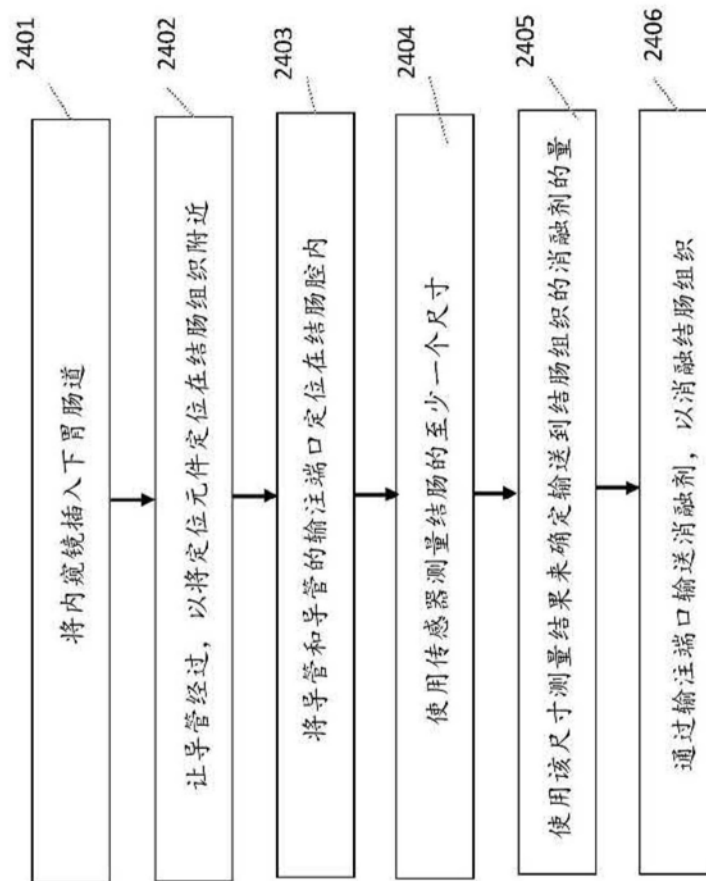 2401
将内窥镜插入下胃肠道
2402
让导管经过，以将定位元件定位在结肠组织附近
2403
将导管和导管的输注端口定位在结肠腔内
2404
使用传感器测量结肠的至少一个尺寸
2405
使用该尺寸测量结果来确定输送到结肠组织的消融剂的量
2406
通过输注端口输送消融剂，以消融结肠组织